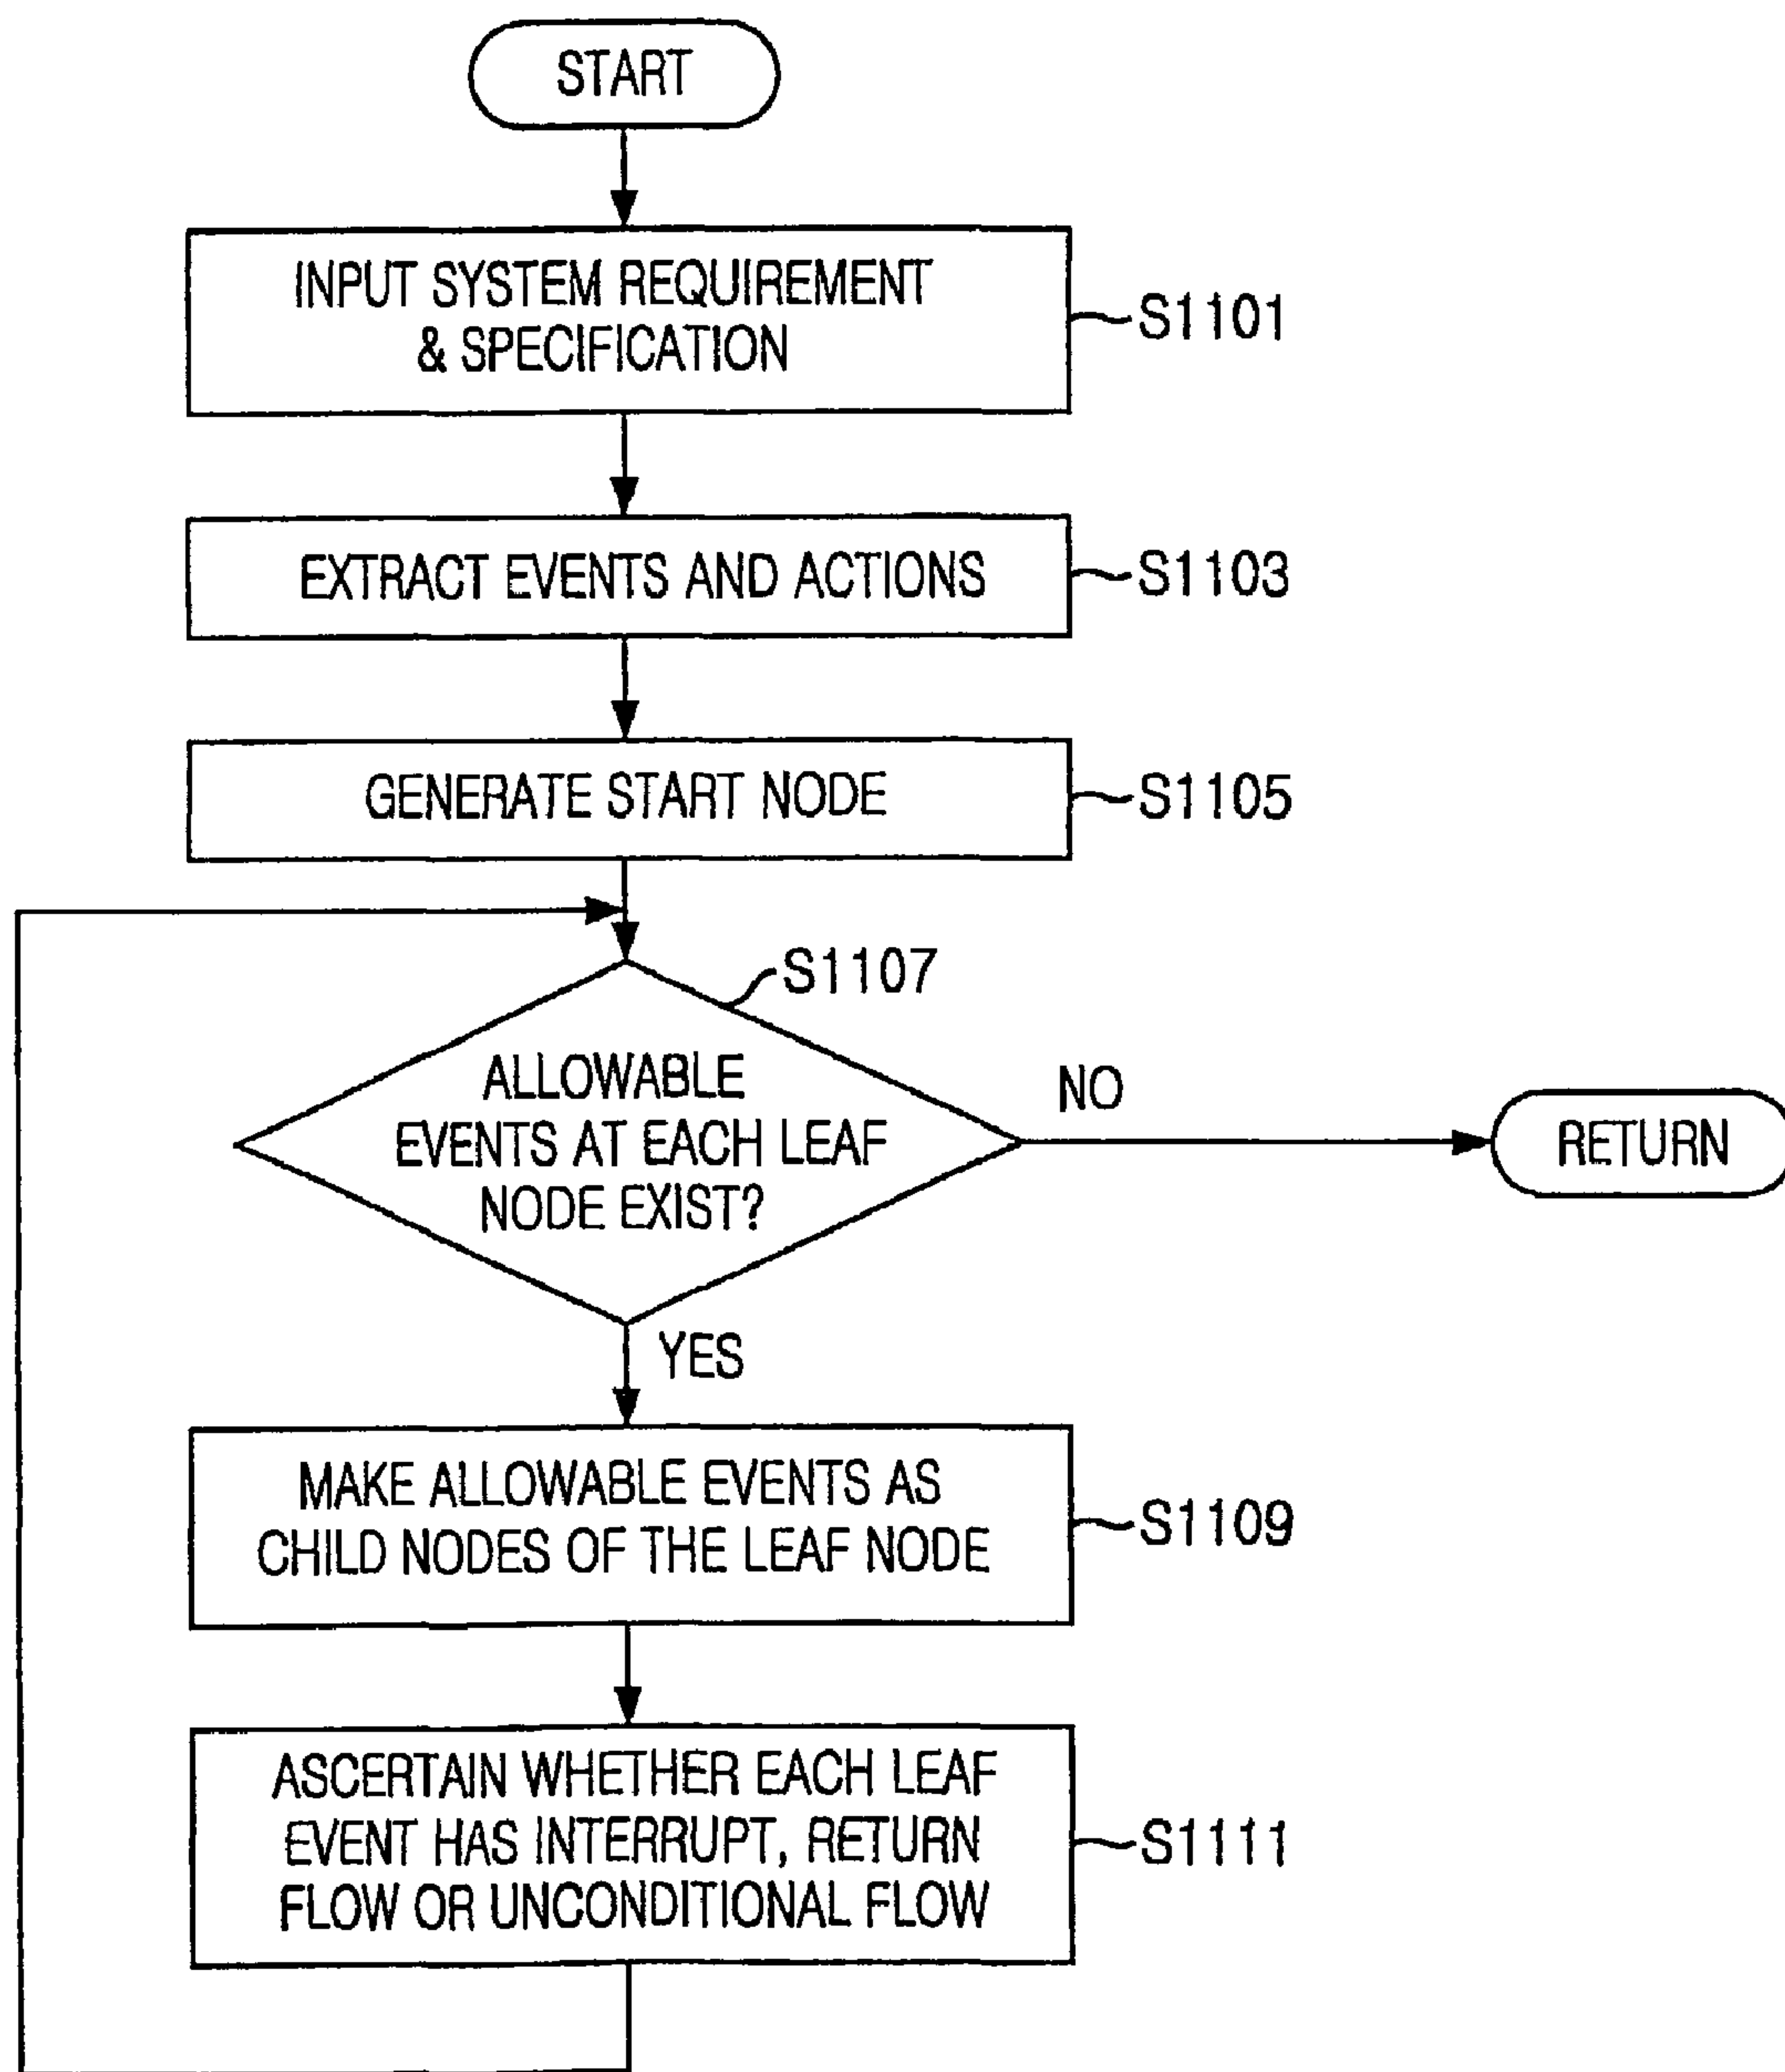 START
INPUT SYSTEM REQUIREMENT
& SPECIFICATION
S1101
EXTRACT EVENTS AND ACTIONS
S1103
GENERATE START NODE
S1105
S1107
ALLOWABLE
EVENTS AT EACH LEAF
NODE EXIST?
NO
RETURN
YES
MAKE ALLOWABLE EVENTS AS
CHILD NODES OF THE LEAF NODE
S1109
ASCERTAIN WHETHER EACH LEAF
EVENT HAS INTERRUPT, RETURN
FLOW OR UNCONDITIONAL FLOW
S1111